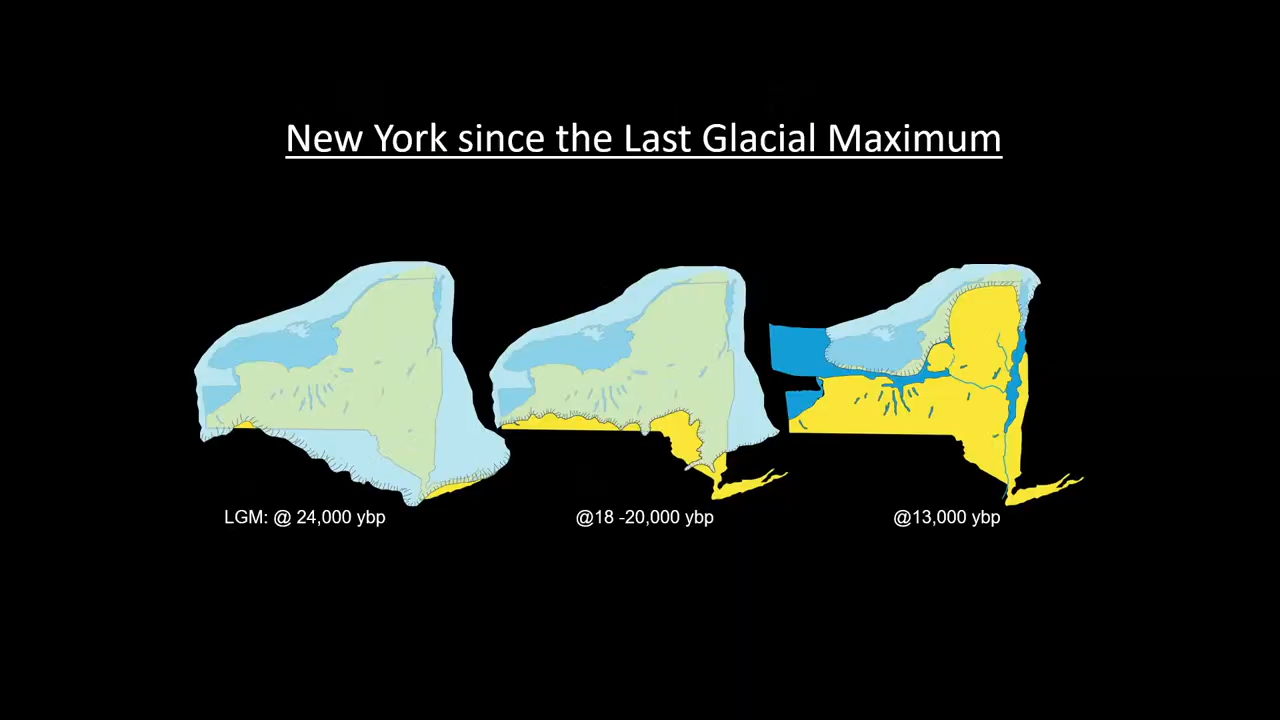 New York since the Last Glacial Maximum
LGM: @ 24,000 ybp
@18 -20,000 ybp
@13,000 ybp